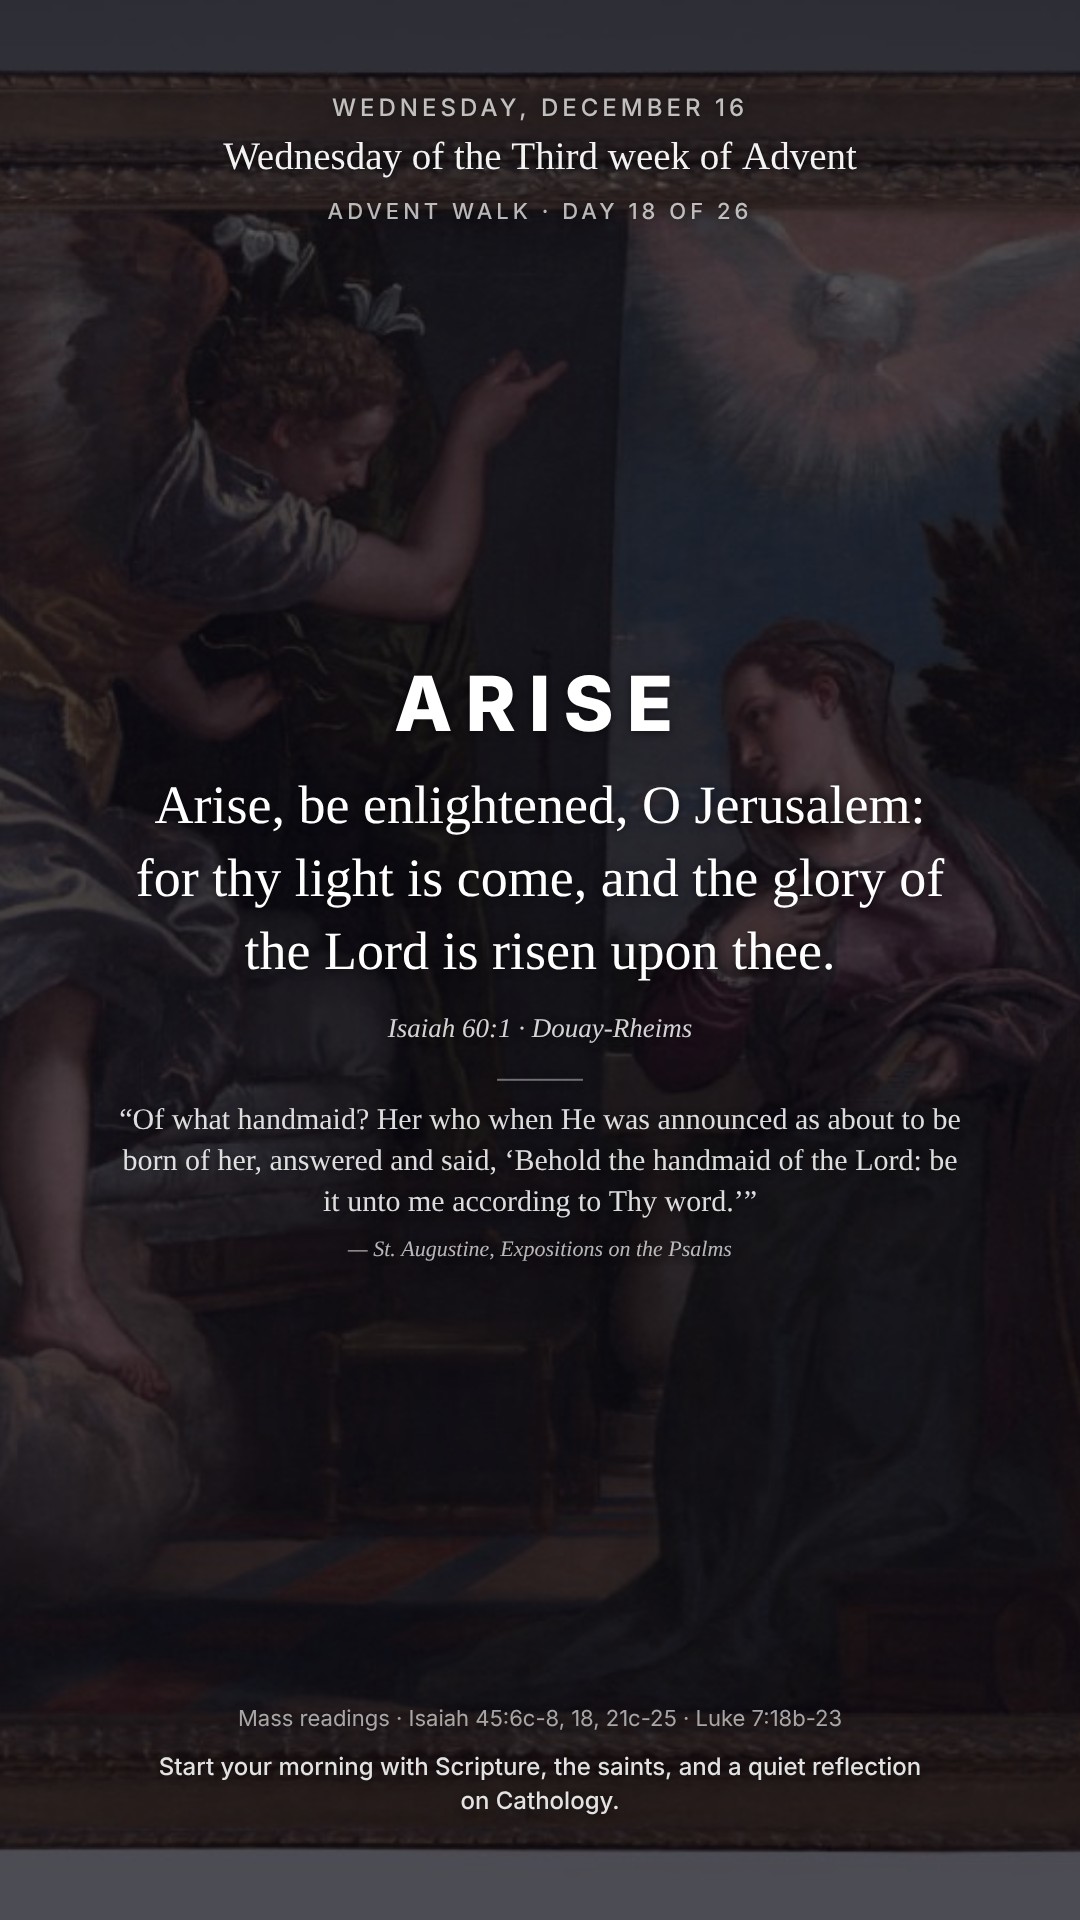 WEDNESDAY, DECEMBER 16
Wednesday of the Third week of Advent
ADVENT WALK · DAY 18 OF 26
ARISE
Arise, be enlightened, O Jerusalem:
for thy light is come, and the glory of
the Lord is risen upon thee.
Isaiah 60:1 · Douay-Rheims
“Of what handmaid? Her who when He was announced as about to be
born of her, answered and said, ‘Behold the handmaid of the Lord: be
it unto me according to Thy word.’”
— St. Augustine, Expositions on the Psalms
Mass readings · Isaiah 45:6c-8, 18, 21c-25 · Luke 7:18b-23
Start your morning with Scripture, the saints, and a quiet reflection
on Cathology.